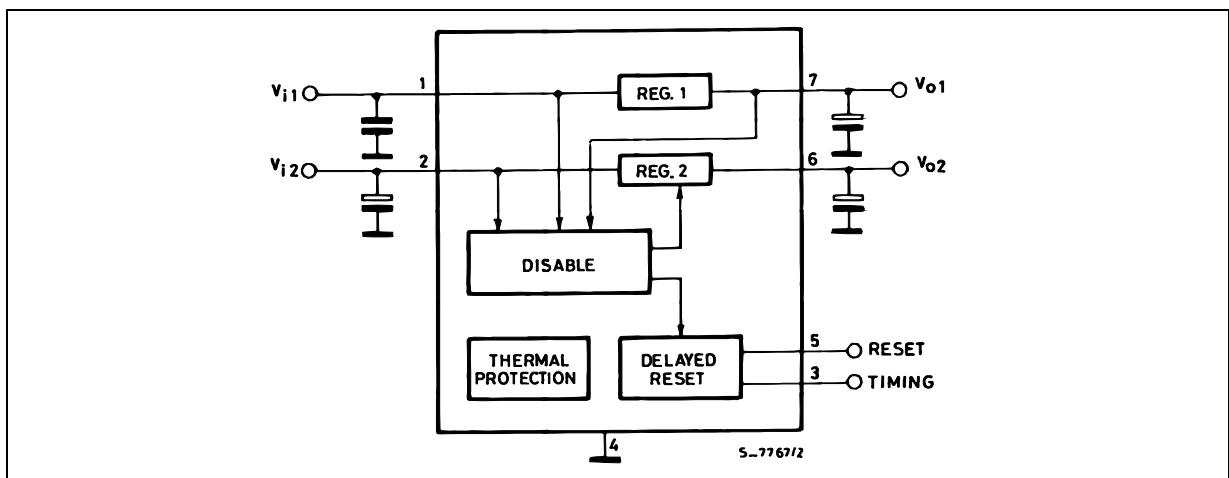 Vi1
1
REG. 1
7
Vo1
Vi2
2
REG. 2
6
Vo2
DISABLE
THERMAL
PROTECTION
DELAYED
RESET
5
RESET
3
TIMING
4
S_7767/2